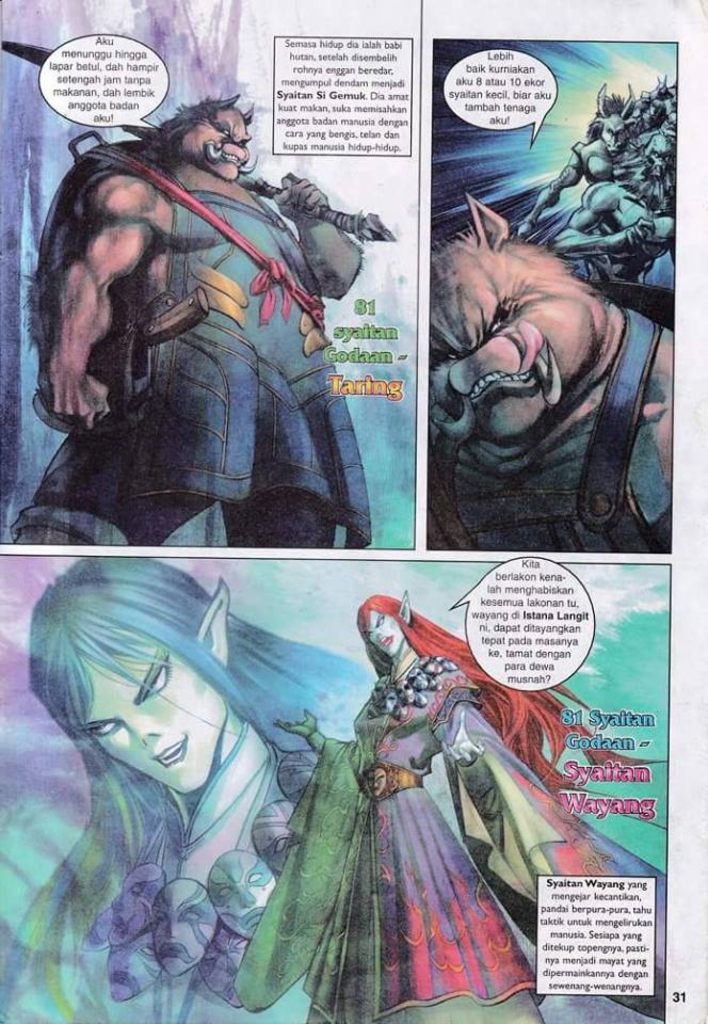 Aku
menunggu hingga
lapar betul, dah hampir
setengah jam tanpa
makanan, dah lembik
anggota badan
aku!
Semasa hidup dia ialah babi
hutan, setelah disembelih
rohnya enggan beredar,
mengumpul dendam menjadi
Syaitan Si Gemuk. Dia amat
kuat makan, suka memisahkan
anggota badan manusia dengan
cara yang bengis, telan dan
kupas manusia hidup-hidup.
81
syaitan
Godaan -
Taring
Lebih
baik kurniakan
aku 8 atau 10 ekor
syaitan kecil, biar aku
tambah tenaga
aku!
Kita
berlakon kena-
lah menghabiskan
kesemua lakonan tu,
wayang di Istana Langit
ni, dapat ditayangkan
tepat pada masanya
ke, tamat dengan
para dewa
musnah?
81 Syaitan
Godaan -
Syaitan
Wayang
Syaitan Wayang yang
mengejar kecantikan,
pandai berpura-pura, tahu
taktik untuk mengelirukan
manusia. Sesiapa yang
ditekup topengnya, pasti-
nya menjadi mayat yang
dipermainkannya dengan
sewenang-wenangnya.
31